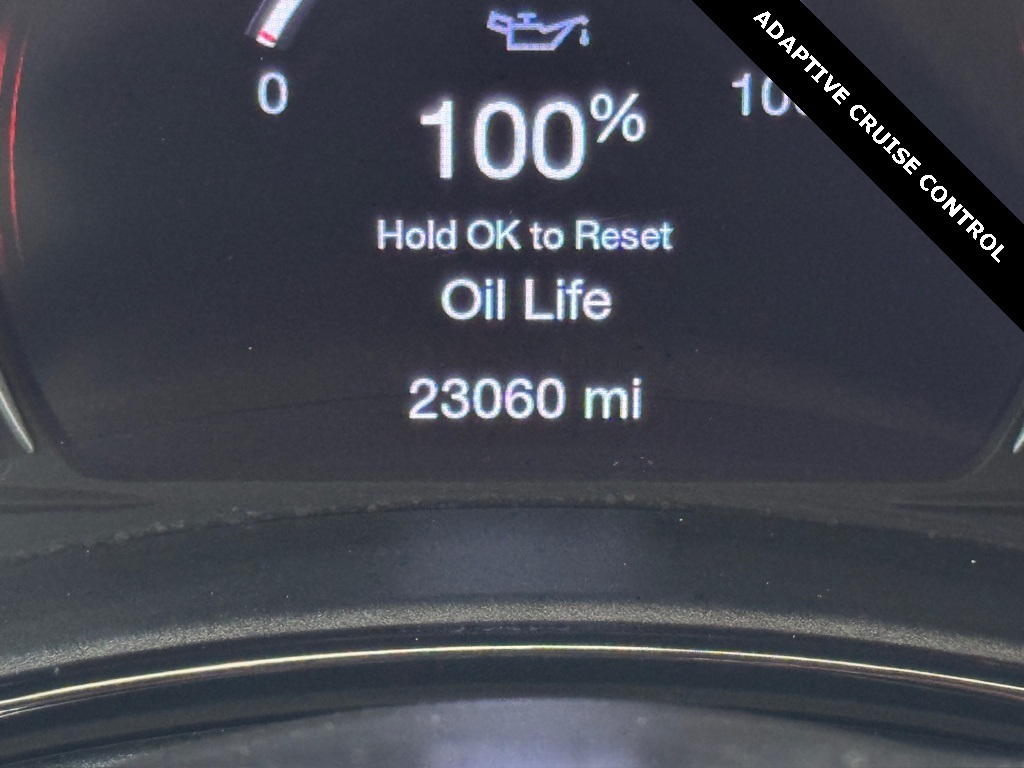 ADAPTIVE CRUISE CONTROL
0
100%
Hold OK to Reset
Oil Life
23060 mi